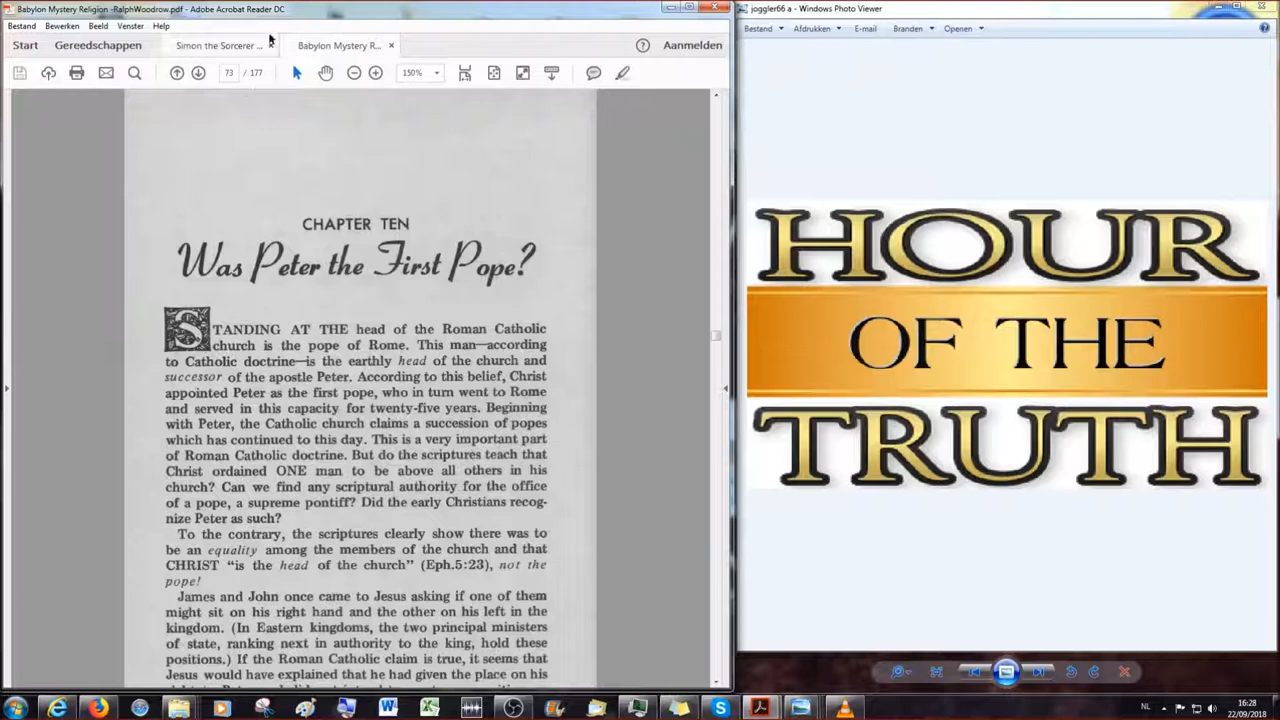 Babylon Mystery Religion -RalphWoodrow.pdf - Adobe Acrobat Reader DC
Bestand Bewerken Beeld Venster Help
Start Gereedschappen Simon the Sorcerer ... Babylon Mystery R... × Aanmelden
73 / 177 150%
CHAPTER TEN
Was Peter the First Pope?
STANDING AT THE head of the Roman Catholic
church is the pope of Rome. This man—according
to Catholic doctrine—is the earthly head of the church and
successor of the apostle Peter. According to this belief, Christ
appointed Peter as the first pope, who in turn went to Rome
and served in this capacity for twenty-five years. Beginning
with Peter, the Catholic church claims a succession of popes
which has continued to this day. This is a very important part
of Roman Catholic doctrine. But do the scriptures teach that
Christ ordained ONE man to be above all others in his
church? Can we find any scriptural authority for the office
of a pope, a supreme pontiff? Did the early Christians recog-
nize Peter as such?
To the contrary, the scriptures clearly show there was to
be an equality among the members of the church and that
CHRIST “is the head of the church” (Eph.5:23), not the
pope!
James and John once came to Jesus asking if one of them
might sit on his right hand and the other on his left in the
kingdom. (In Eastern kingdoms, the two principal ministers
of state, ranking next in authority to the king, hold these
positions.) If the Roman Catholic claim is true, it seems that
Jesus would have explained that he had given the place on his
joggler66 a - Windows Photo Viewer
Bestand Afdrukken E-mail Branden Openen
HOUR
OF THE
TRUTH
NL 16:28
22/09/2018